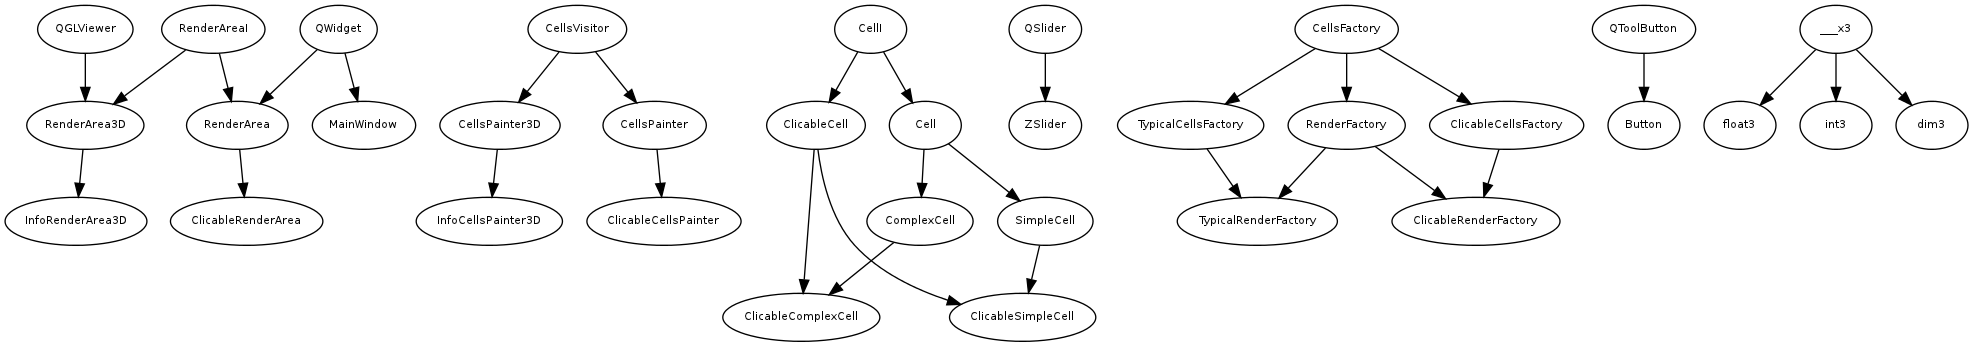 QGLViewer
RenderAreaI
QWidget
CellsVisitor
CellI
QSlider
CellsFactory
QToolButton
___x3
RenderArea3D
RenderArea
MainWindow
CellsPainter3D
CellsPainter
ClicableCell
Cell
ZSlider
TypicalCellsFactory
RenderFactory
ClicableCellsFactory
Button
float3
int3
dim3
InfoRenderArea3D
ClicableRenderArea
InfoCellsPainter3D
ClicableCellsPainter
ComplexCell
SimpleCell
TypicalRenderFactory
ClicableRenderFactory
ClicableComplexCell
ClicableSimpleCell